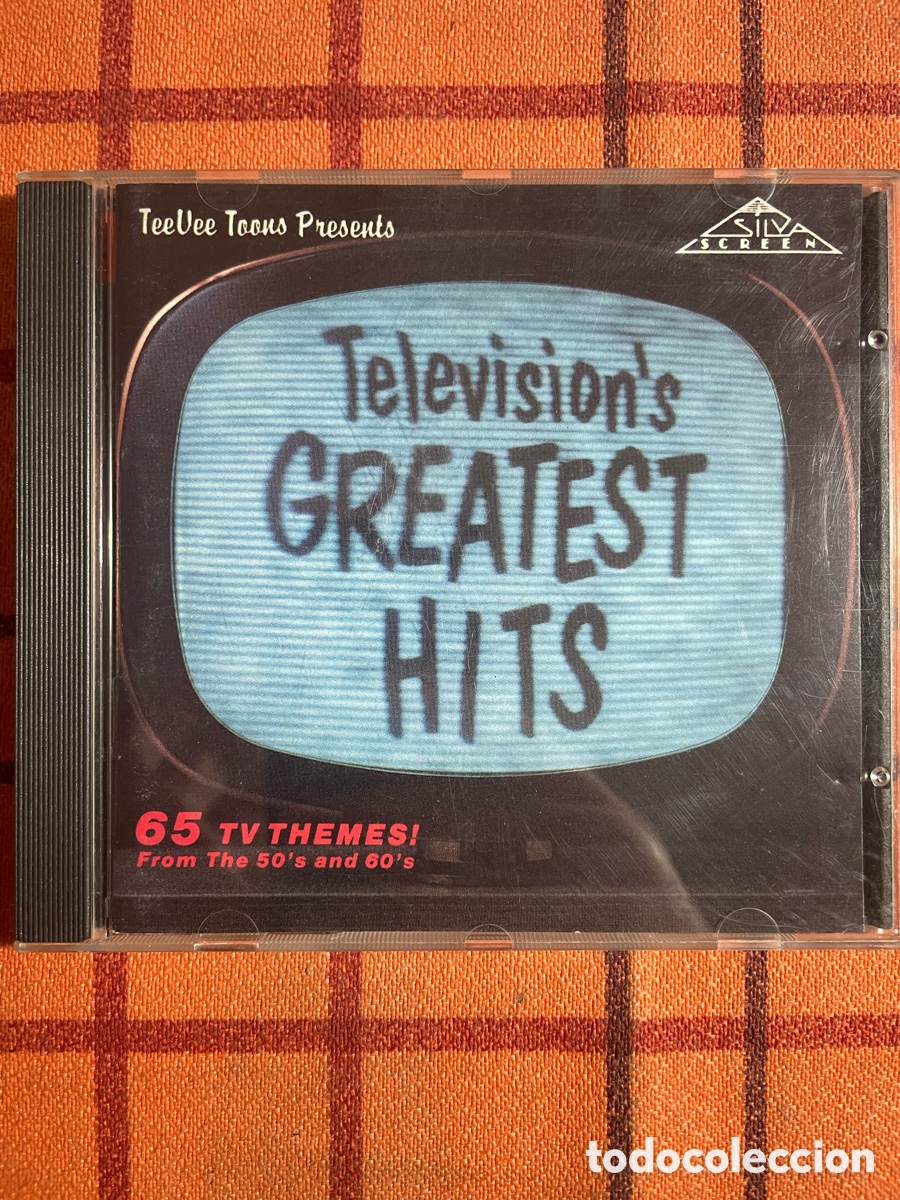 TeeVee Toons Presents
SILVA
SCREEN
Television's
GREATEST
HITS
65 TV THEMES!
From The 50's and 60's
todocoleccion